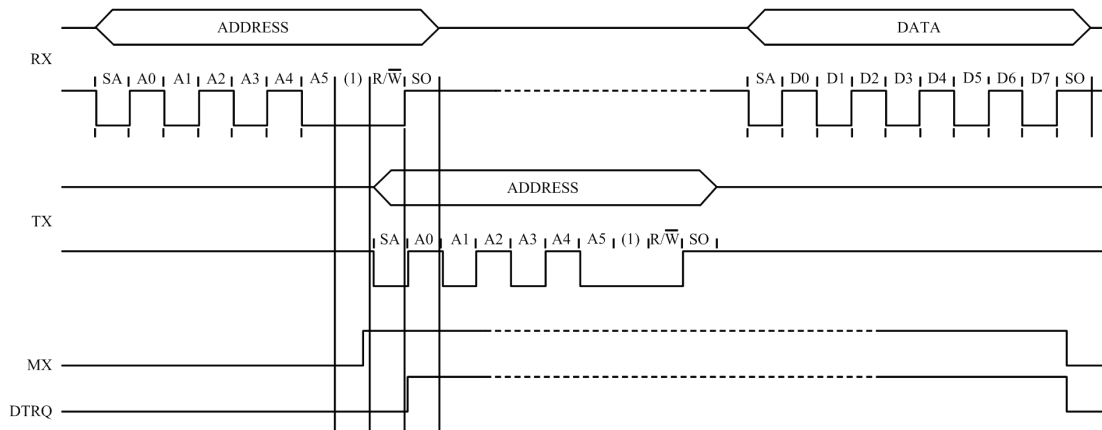 ADDRESS DATA
RX
SA A0 A1 A2 A3 A4 A5 (1) R/W̅ SO SA D0 D1 D2 D3 D4 D5 D6 D7 SO
ADDRESS
TX
SA A0 A1 A2 A3 A4 A5 (1) R/W̅ SO
MX
DTRQ